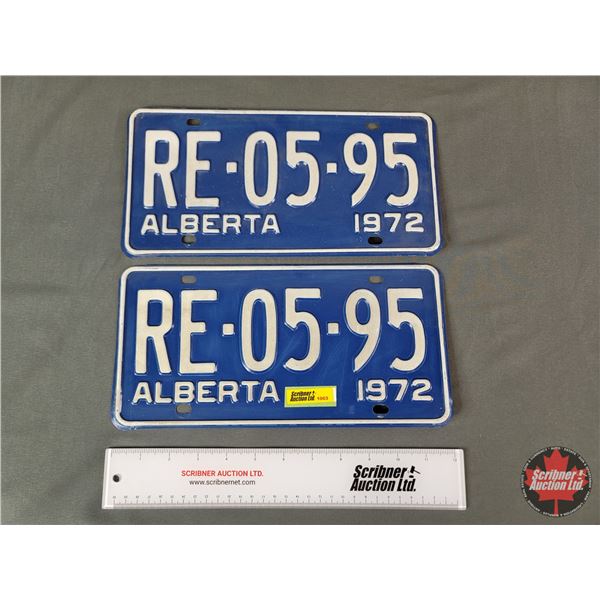 RE-05-95
ALBERTA 1972
RE-05-95
ALBERTA 1972
Scribner
Auction Ltd. 1063
SCRIBNER AUCTION LTD.
www.scribnernet.com
Scribner
Auction Ltd.
Scribner
Auction Ltd.